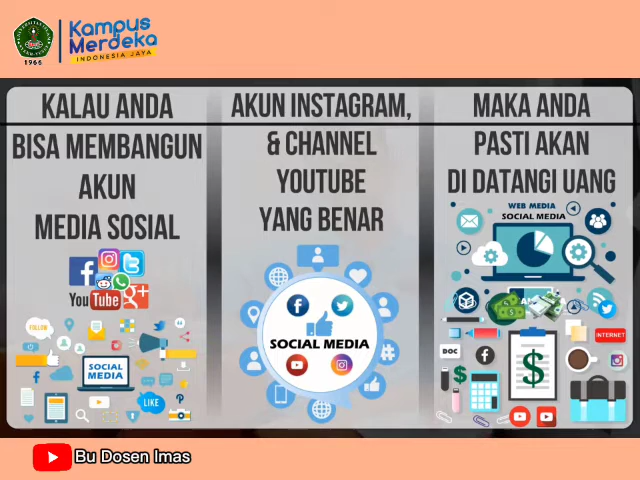 Kampus
Merdeka
INDONESIA JAYA
1966
KALAU ANDA
BISA MEMBANGUN
AKUN
MEDIA SOSIAL
You Tube
g+
FOLLOW
SOCIAL
MEDIA
LIKE
AKUN INSTAGRAM,
& CHANNEL
YOUTUBE
YANG BENAR
SOCIAL MEDIA
MAKA ANDA
PASTI AKAN
DI DATANGI UANG
WEB MEDIA
SOCIAL MEDIA
INTERNET
DOC
$
$
Bu Dosen Imas